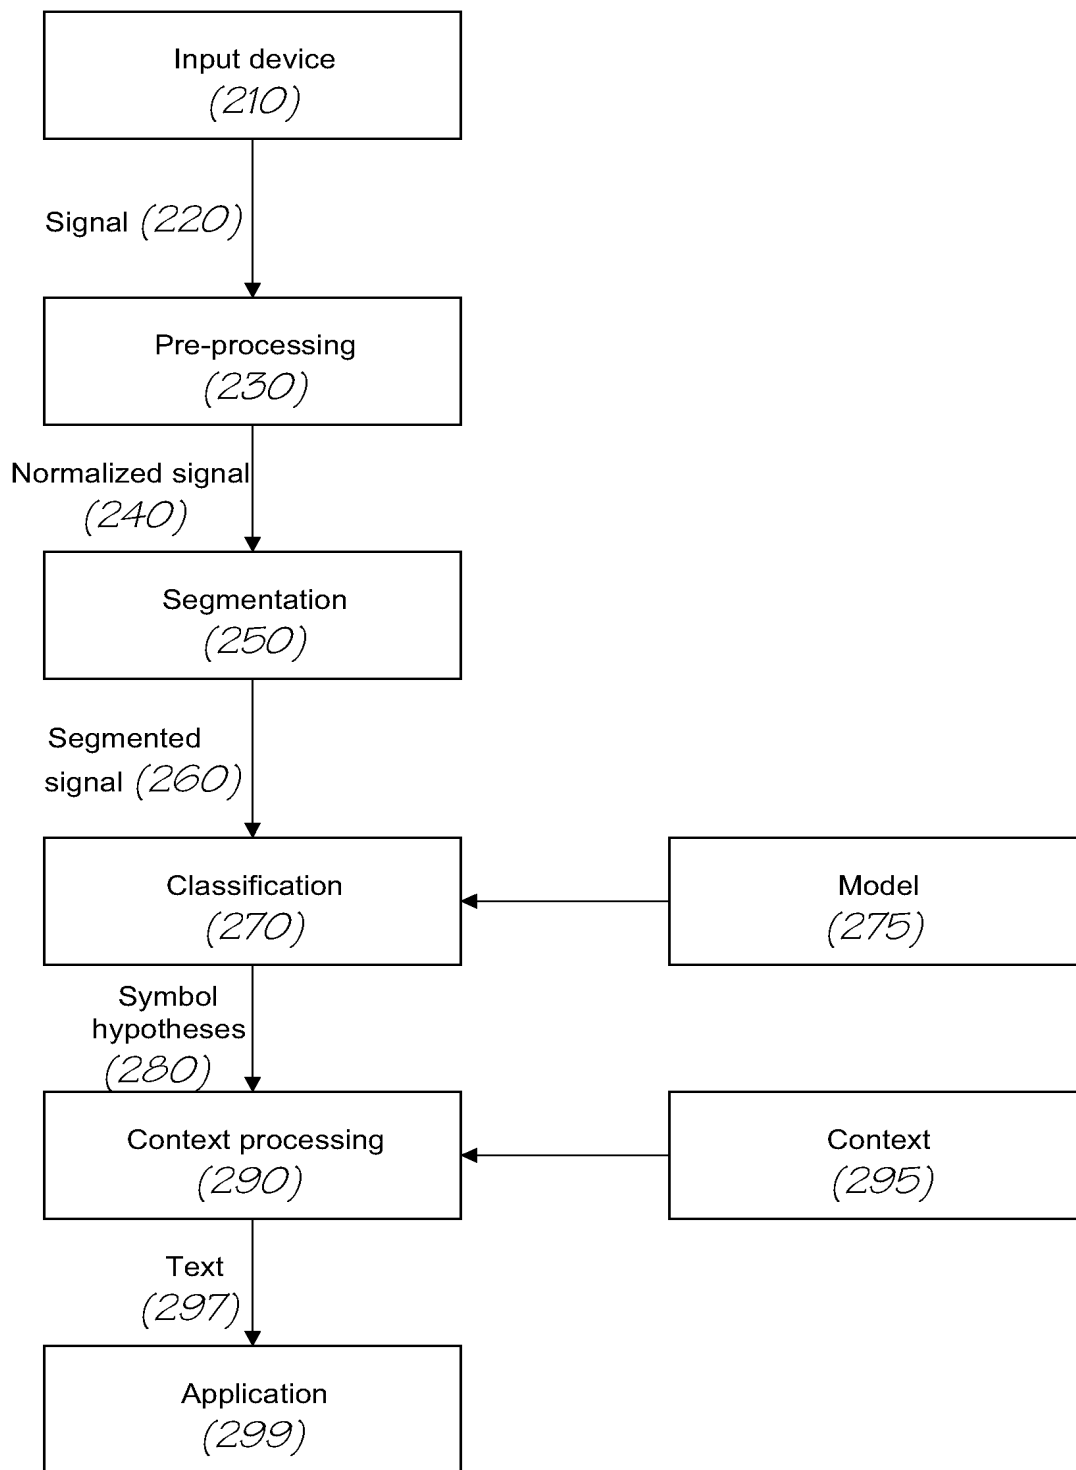 Input device
(210)
Signal (220)
Pre-processing
(230)
Normalized signal
(240)
Segmentation
(250)
Segmented
signal (260)
Classification
(270)
Model
(275)
Symbol
hypotheses
(280)
Context processing
(290)
Context
(295)
Text
(297)
Application
(299)